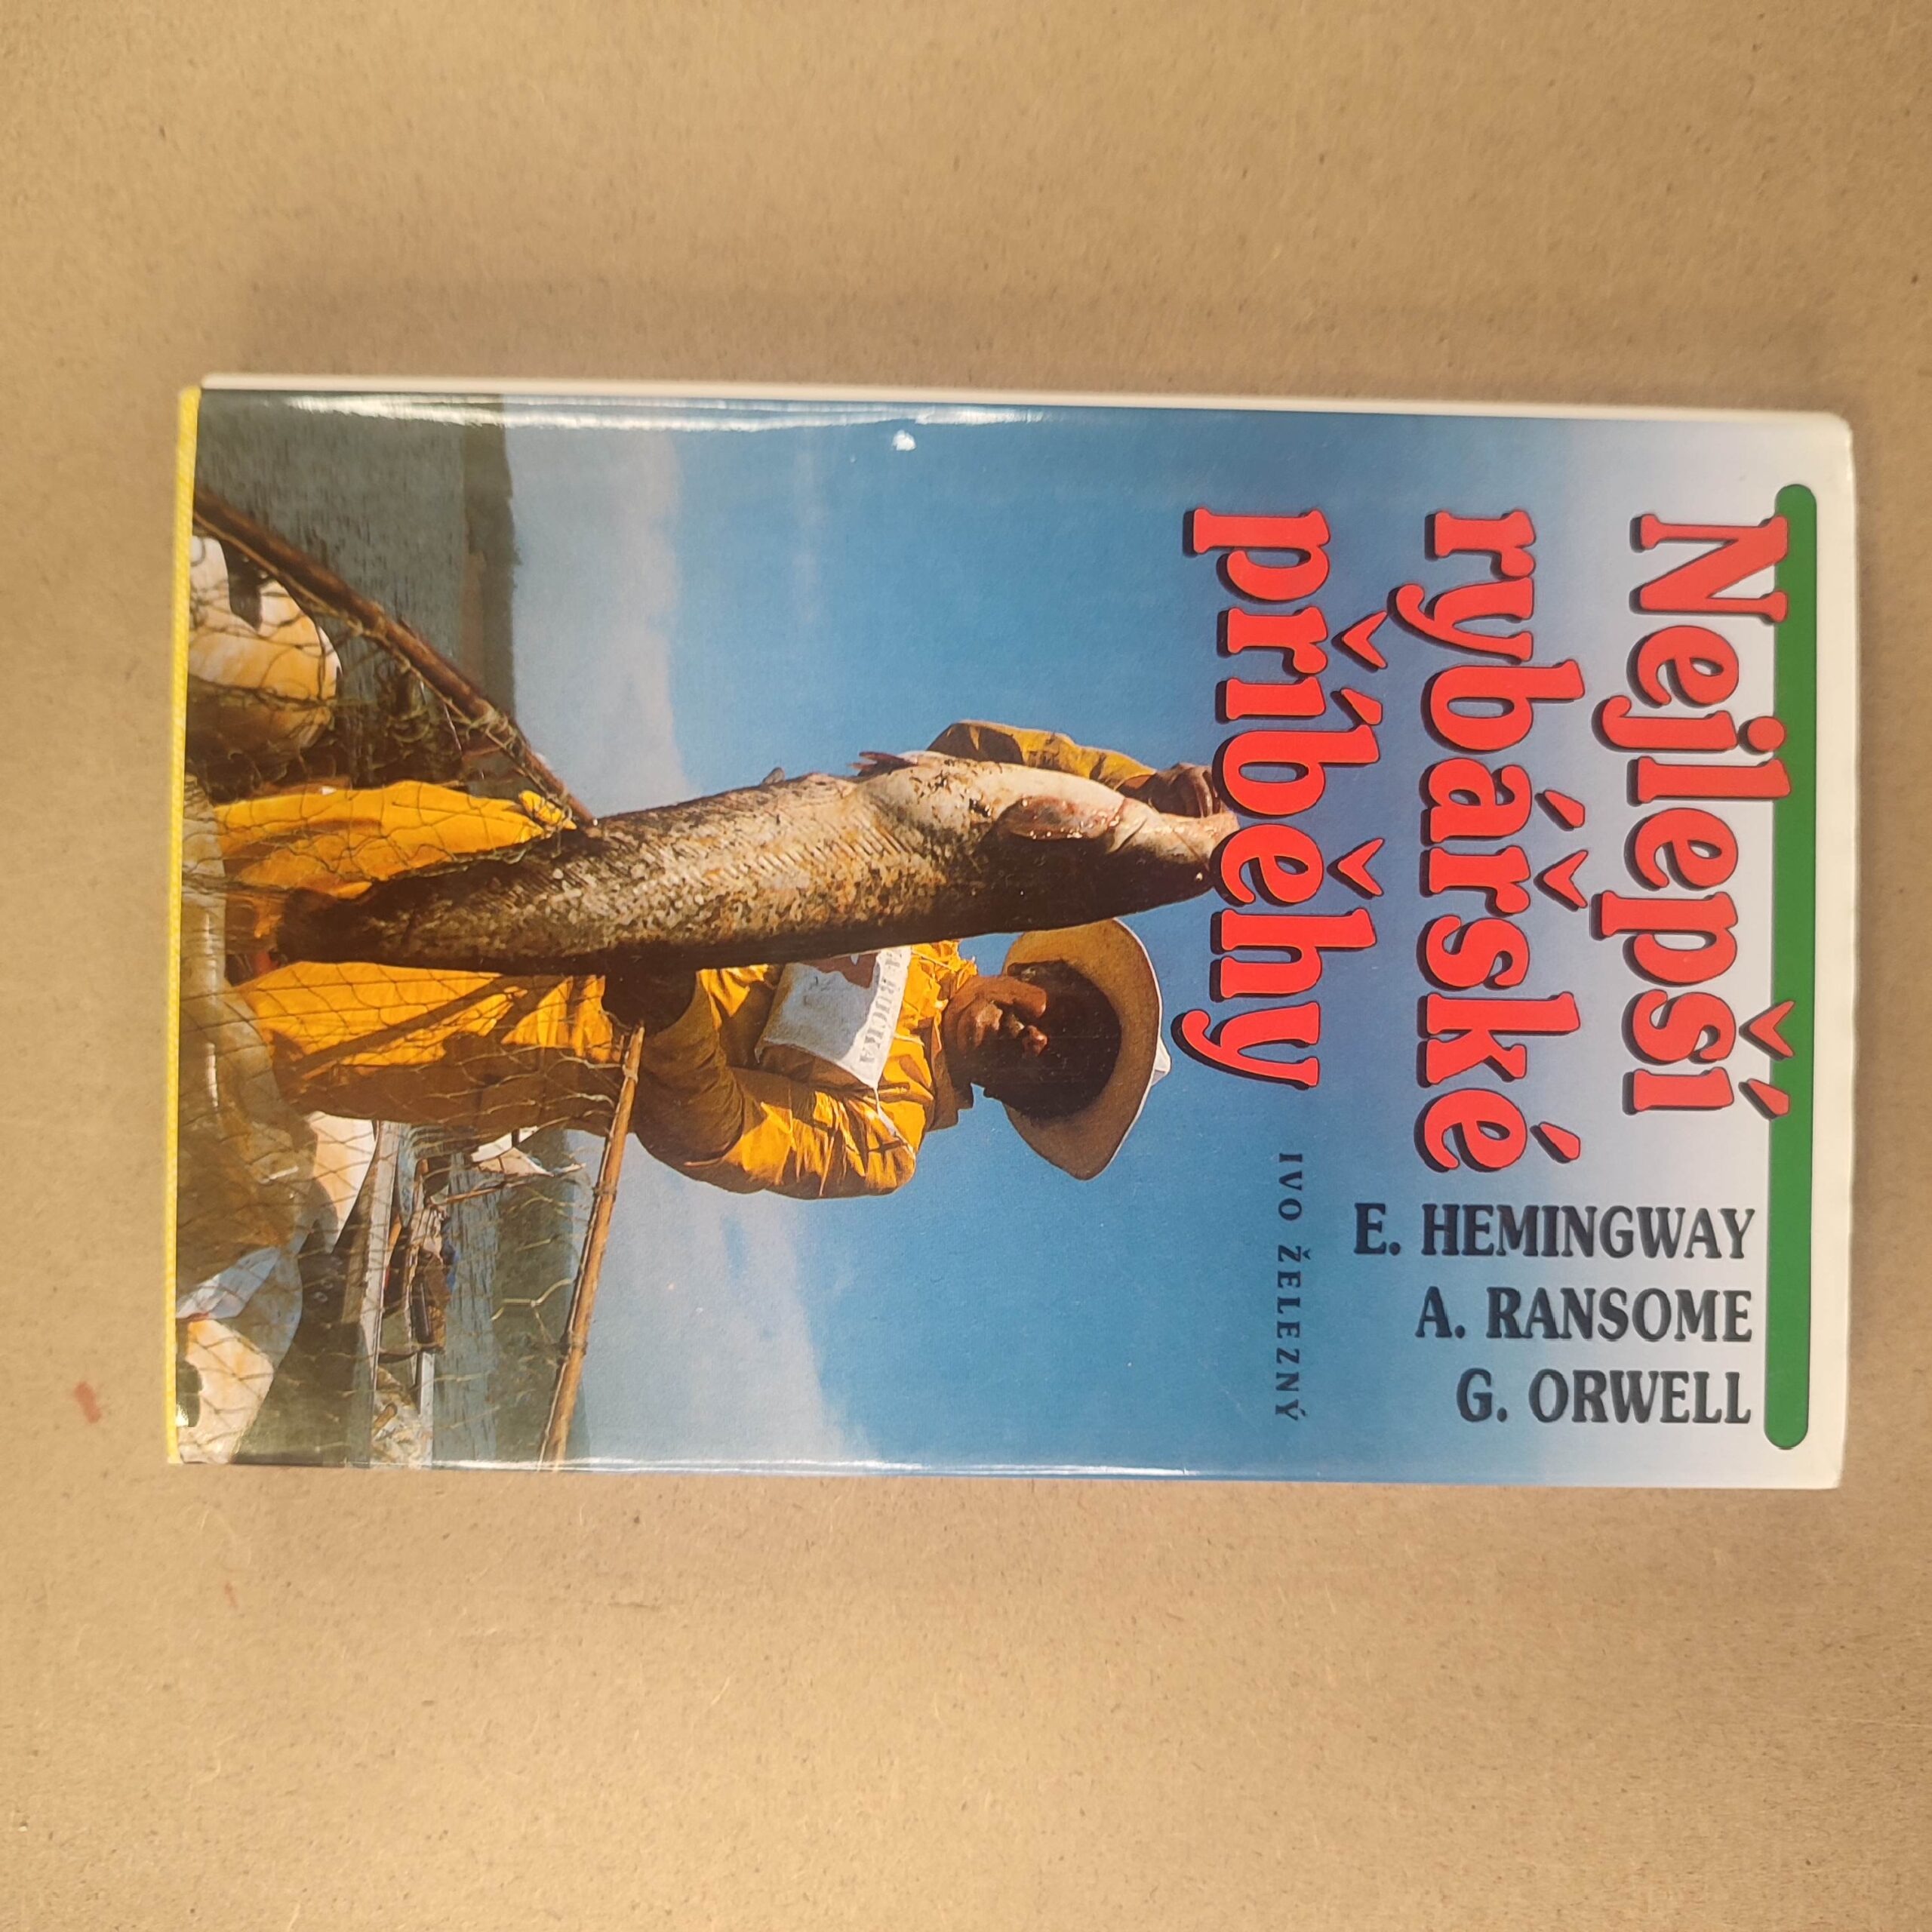 Nejlepší
rybářské
příběhy
E. HEMINGWAY
A. RANSOME
G. ORWELL
IVO ŽELEZNÝ